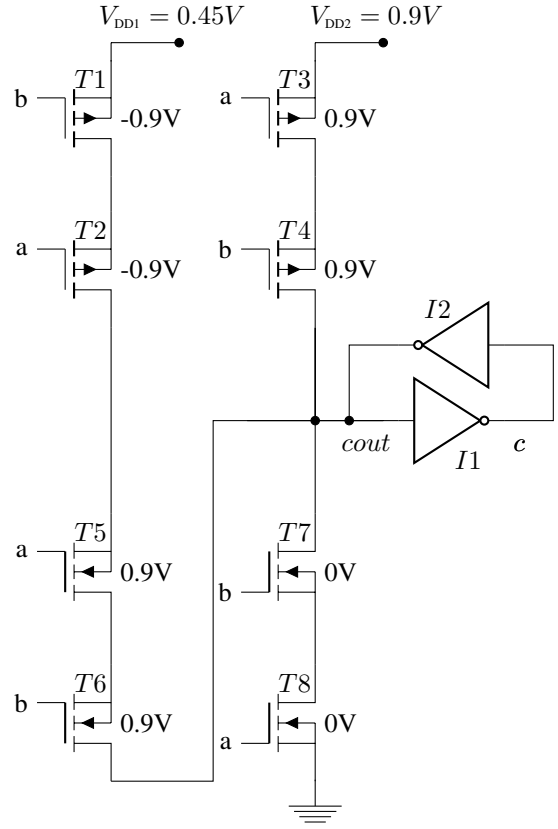 V_DD1 = 0.45V V_DD2 = 0.9V
T1 T3
b a
-0.9V 0.9V
T2 T4
a b
-0.9V 0.9V
I2
cout I1 c
T5 T7
a
0.9V 0V
b
T6 T8
b
0.9V 0V
a